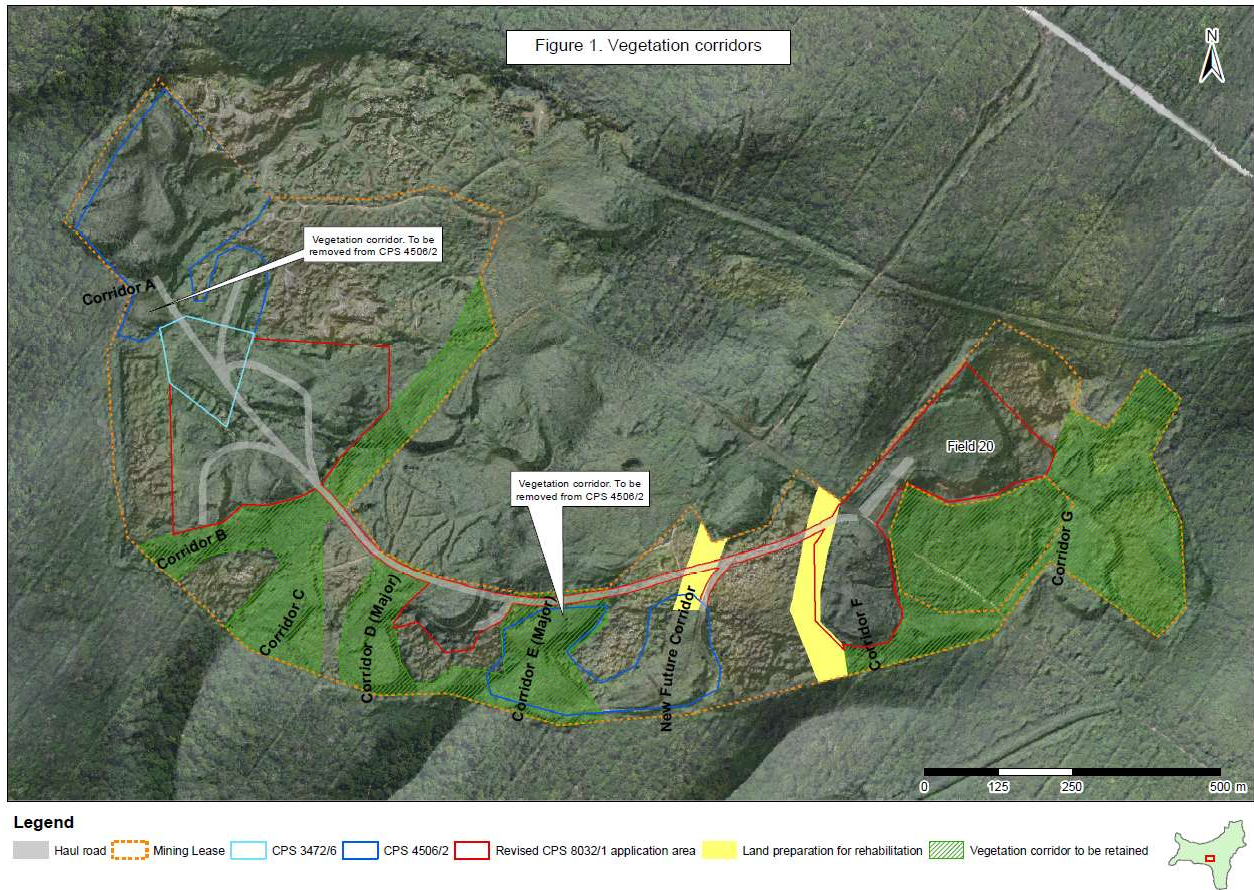 Figure 1. Vegetation corridors
N
Vegetation corridor. To be
removed from CPS 4506/2
Corridor A
Field 20
Vegetation corridor. To be
removed from CPS 4506/2
Corridor B
Corridor C
Corridor D (Major)
Corridor E (Major)
New Future Corridor
Corridor F
Corridor G
0 125 250 500 m
Legend
Haul road Mining Lease CPS 3472/6 CPS 4506/2 Revised CPS 8032/1 application area Land preparation for rehabilitation Vegetation corridor to be retained